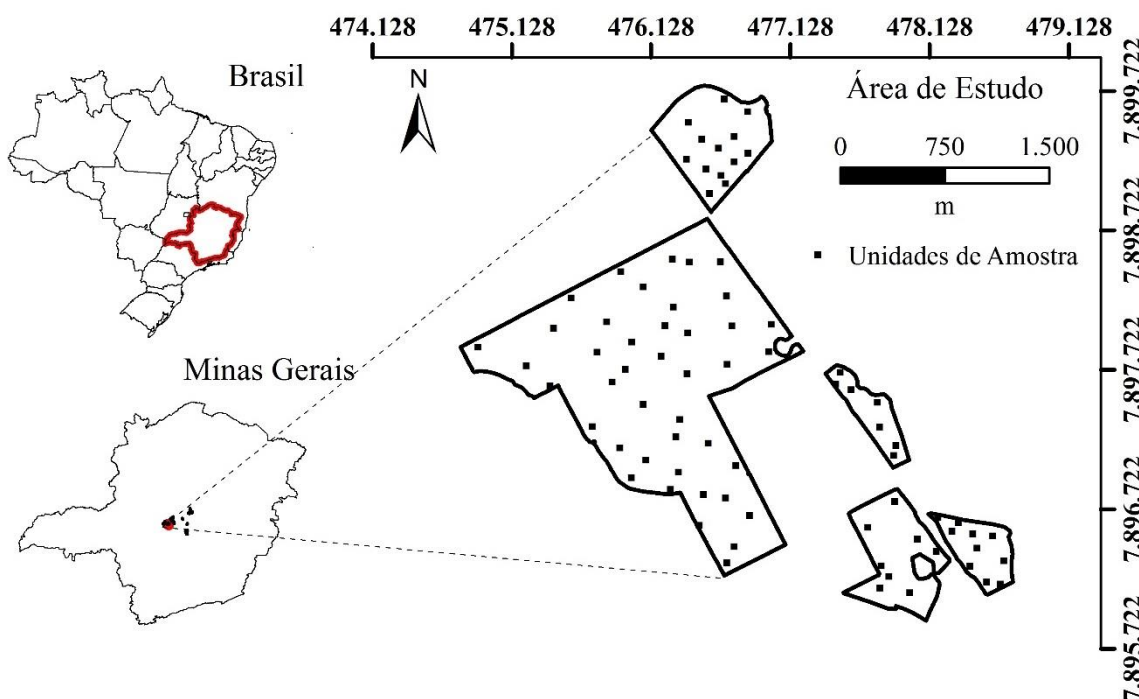 474.128 475.128 476.128 477.128 478.128 479.128
Brasil
N
Área de Estudo
0 750 1.500
m
Unidades de Amostra
Minas Gerais
7.899.722
7.898.722
7.897.722
7.896.722
7.895.722